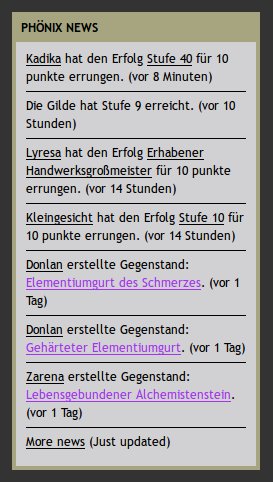 PHÖNIX NEWS
Kadika hat den Erfolg Stufe 40 für 10
punkte errungen. (vor 8 Minuten)
Die Gilde hat Stufe 9 erreicht. (vor 10
Stunden)
Lyresa hat den Erfolg Erhabener
Handwerksgroßmeister für 10 punkte
errungen. (vor 14 Stunden)
Kleingesicht hat den Erfolg Stufe 10 für
10 punkte errungen. (vor 14 Stunden)
Donlan erstellte Gegenstand:
Elementiumgurt des Schmerzes. (vor 1
Tag)
Donlan erstellte Gegenstand:
Gehärteter Elementiumgurt. (vor 1 Tag)
Zarena erstellte Gegenstand:
Lebensgebundener Alchemistenstein.
(vor 1 Tag)
More news (Just updated)